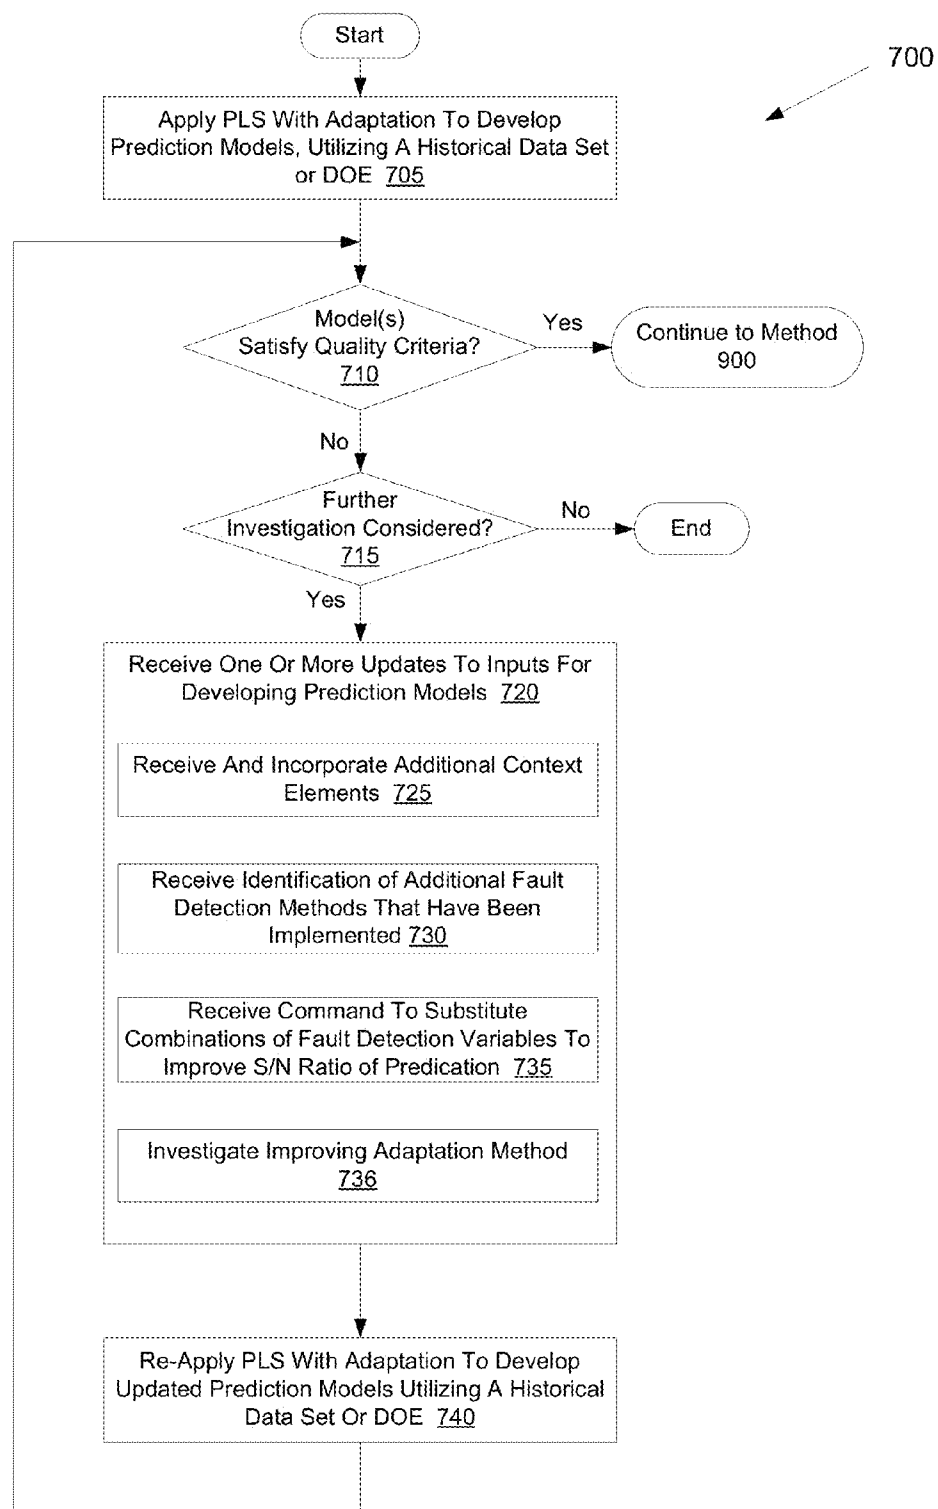 Start
700
Apply PLS With Adaptation To Develop
Prediction Models, Utilizing A Historical Data Set
or DOE 705
Model(s)
Satisfy Quality Criteria?
710
Yes
Continue to Method
900
No
Further
Investigation Considered?
715
No
End
Yes
Receive One Or More Updates To Inputs For
Developing Prediction Models 720
Receive And Incorporate Additional Context
Elements 725
Receive Identification of Additional Fault
Detection Methods That Have Been
Implemented 730
Receive Command To Substitute
Combinations of Fault Detection Variables To
Improve S/N Ratio of Predication 735
Investigate Improving Adaptation Method
736
Re-Apply PLS With Adaptation To Develop
Updated Prediction Models Utilizing A Historical
Data Set Or DOE 740